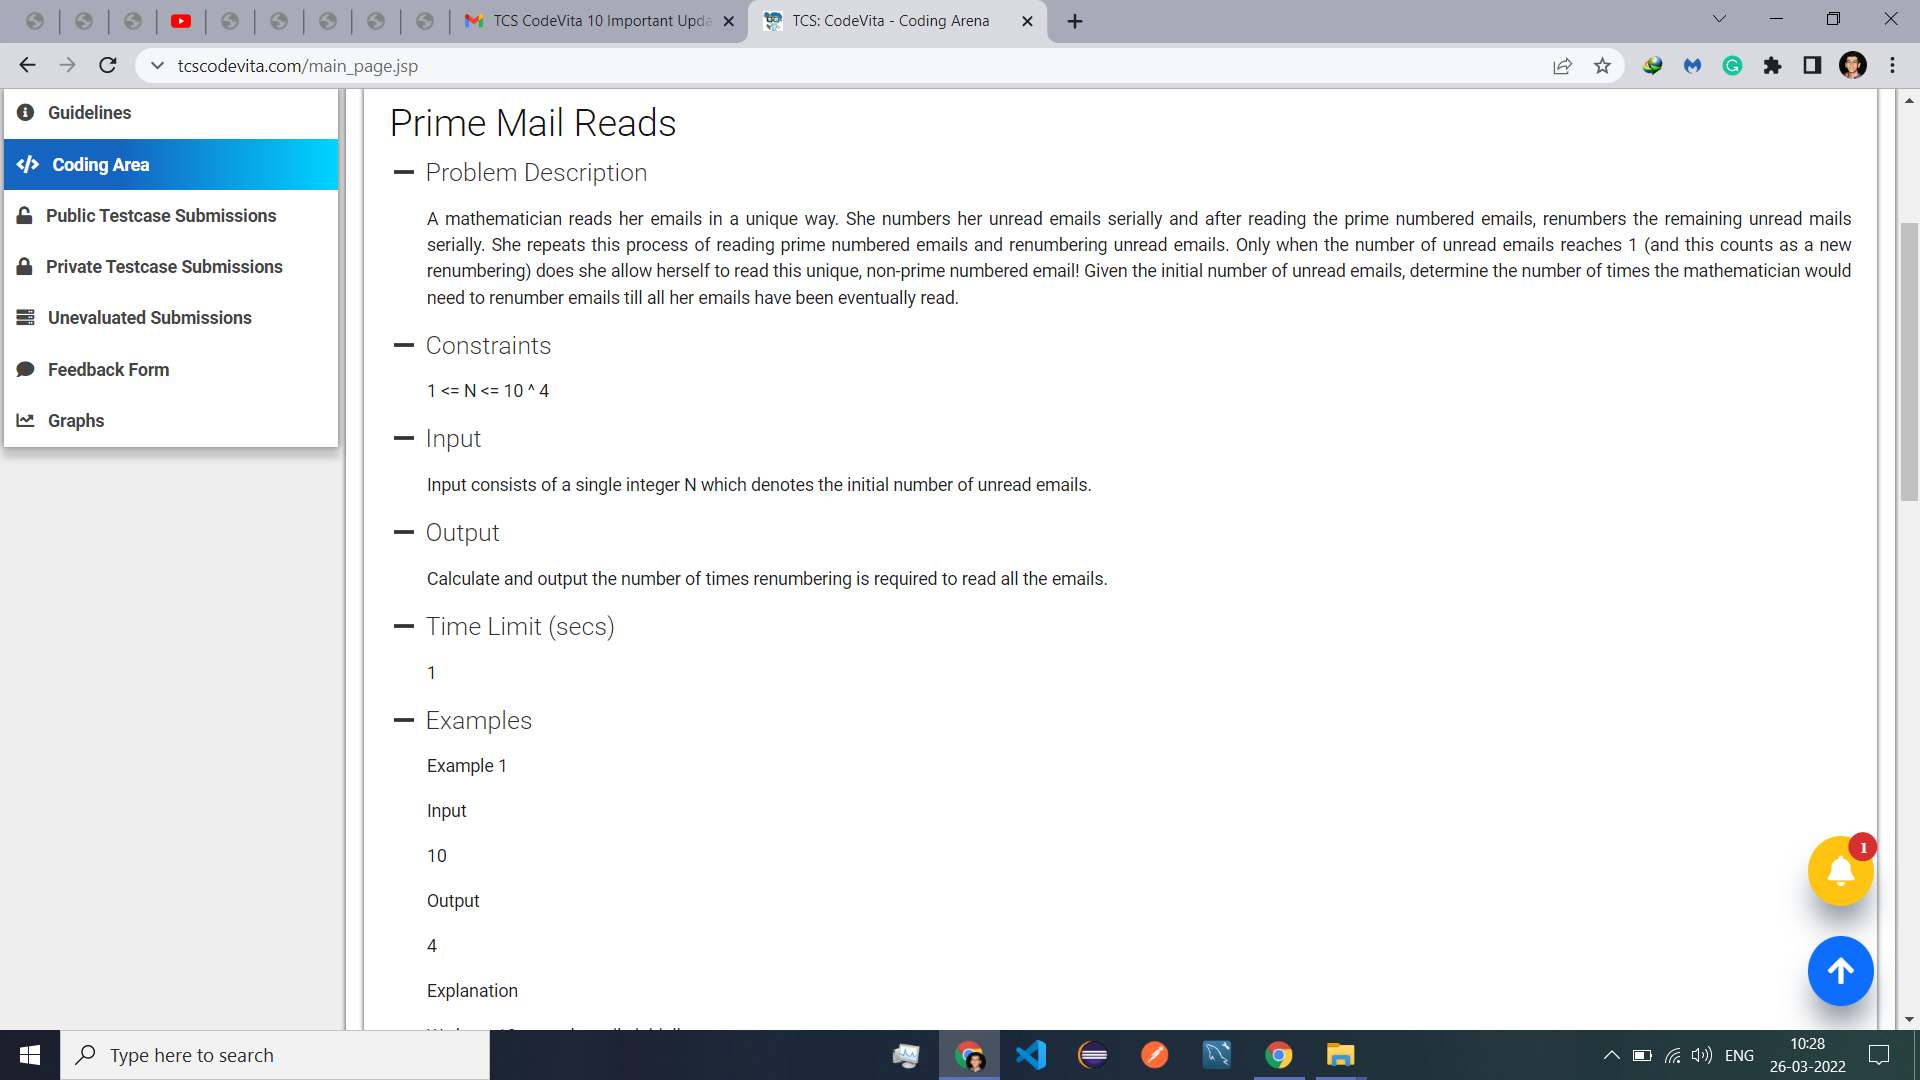 TCS CodeVita 10 Important Upda
TCS: CodeVita - Coding Arena
tcscodevita.com/main_page.jsp
Guidelines
Coding Area
Public Testcase Submissions
Private Testcase Submissions
Unevaluated Submissions
Feedback Form
Graphs
Prime Mail Reads
Problem Description
A mathematician reads her emails in a unique way. She numbers her unread emails serially and after reading the prime numbered emails, renumbers the remaining unread mails
serially. She repeats this process of reading prime numbered emails and renumbering unread emails. Only when the number of unread emails reaches 1 (and this counts as a new
renumbering) does she allow herself to read this unique, non-prime numbered email! Given the initial number of unread emails, determine the number of times the mathematician would
need to renumber emails till all her emails have been eventually read.
Constraints
1 <= N <= 10 ^ 4
Input
Input consists of a single integer N which denotes the initial number of unread emails.
Output
Calculate and output the number of times renumbering is required to read all the emails.
Time Limit (secs)
1
Examples
Example 1
Input
10
Output
4
Explanation
1
Type here to search
ENG
10:28
26-03-2022